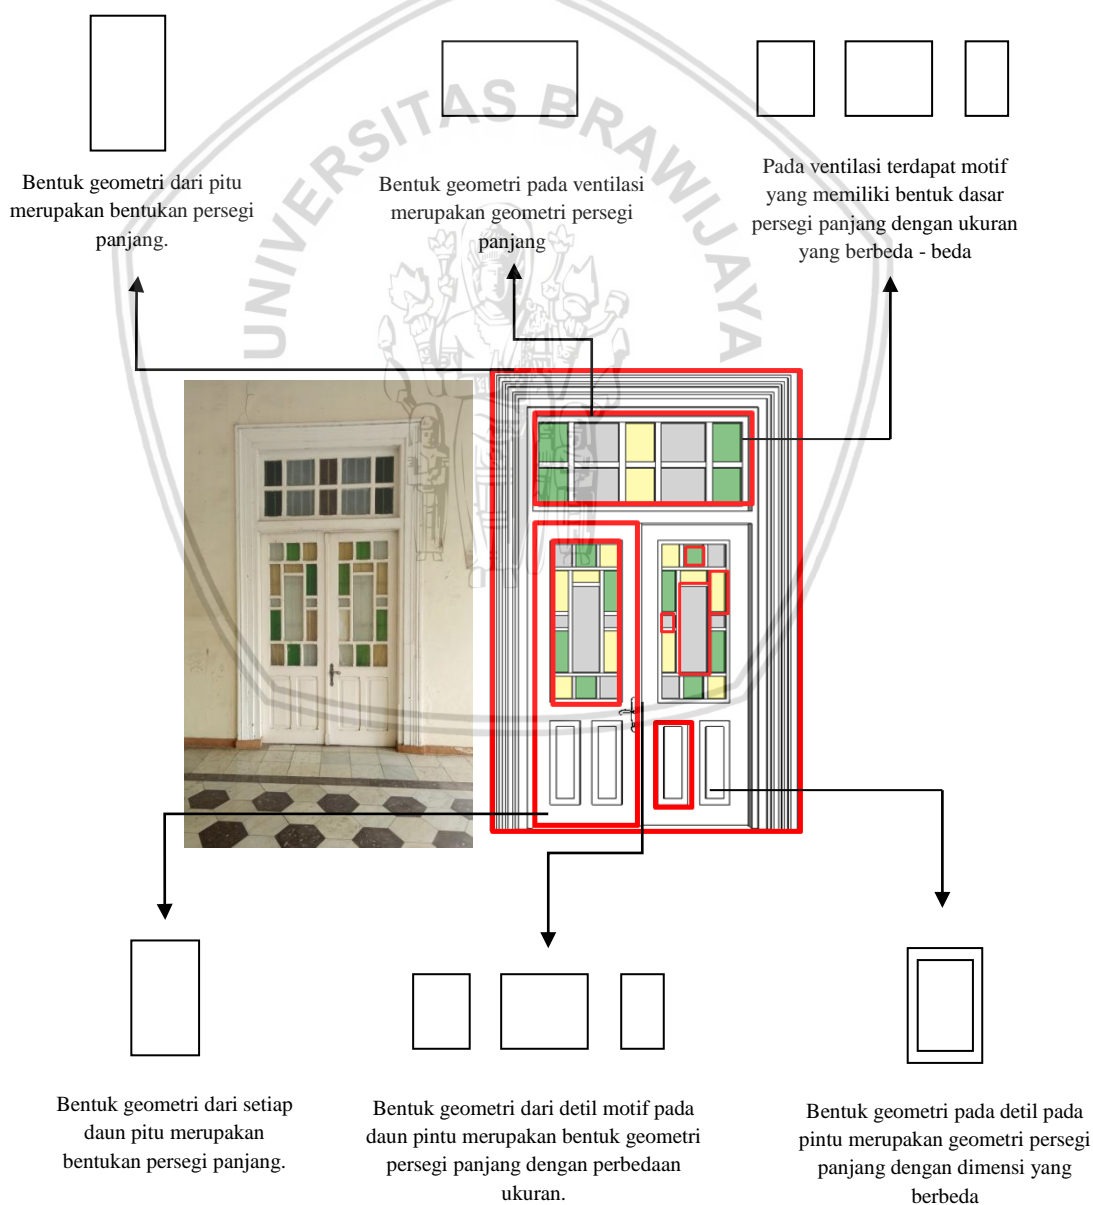 UNIVERSITAS BRAWIJAYA
Bentuk geometri dari pitu
merupakan bentukan persegi
panjang.
Bentuk geometri pada ventilasi
merupakan geometri persegi
panjang
Pada ventilasi terdapat motif
yang memiliki bentuk dasar
persegi panjang dengan ukuran
yang berbeda - beda
Bentuk geometri dari setiap
daun pitu merupakan
bentukan persegi panjang.
Bentuk geometri dari detil motif pada
daun pintu merupakan bentuk geometri
persegi panjang dengan perbedaan
ukuran.
Bentuk geometri pada detil pada
pintu merupakan geometri persegi
panjang dengan dimensi yang
berbeda